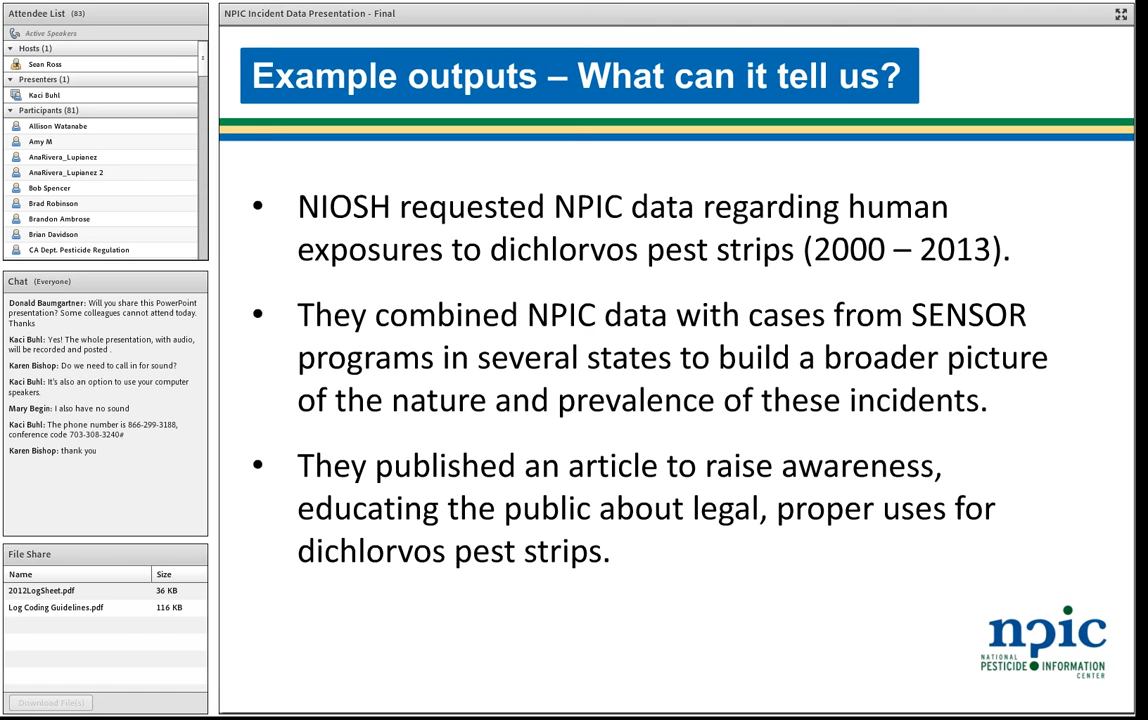 Attendee List (83)
Active Speakers
Hosts (1)
Sean Ross
Presenters (1)
Kaci Buhl
Participants (81)
Allison Watanabe
Amy M
AnaRivera_Lupianez
AnaRivera_Lupianez 2
Bob Spencer
Brad Robinson
Brandon Ambrose
Brian Davidson
CA Dept. Pesticide Regulation
Chat (Everyone)
Donald Baumgartner: Will you share this PowerPoint
presentation? Some colleagues cannot attend today.
Thanks
Kaci Buhl: Yes! The whole presentation, with audio,
will be recorded and posted .
Karen Bishop: Do we need to call in for sound?
Kaci Buhl: It's also an option to use your computer
speakers.
Mary Begin: I also have no sound
Kaci Buhl: The phone number is 866-299-3188,
conference code 703-308-3240#
Karen Bishop: thank you
File Share
Name Size
2012LogSheet.pdf 36 KB
Log Coding Guidelines.pdf 116 KB
Download File(s)
NPIC Incident Data Presentation - Final
Example outputs – What can it tell us?
• NIOSH requested NPIC data regarding human
exposures to dichlorvos pest strips (2000 – 2013).
• They combined NPIC data with cases from SENSOR
programs in several states to build a broader picture
of the nature and prevalence of these incidents.
• They published an article to raise awareness,
educating the public about legal, proper uses for
dichlorvos pest strips.
npic
NATIONAL
PESTICIDE INFORMATION
CENTER